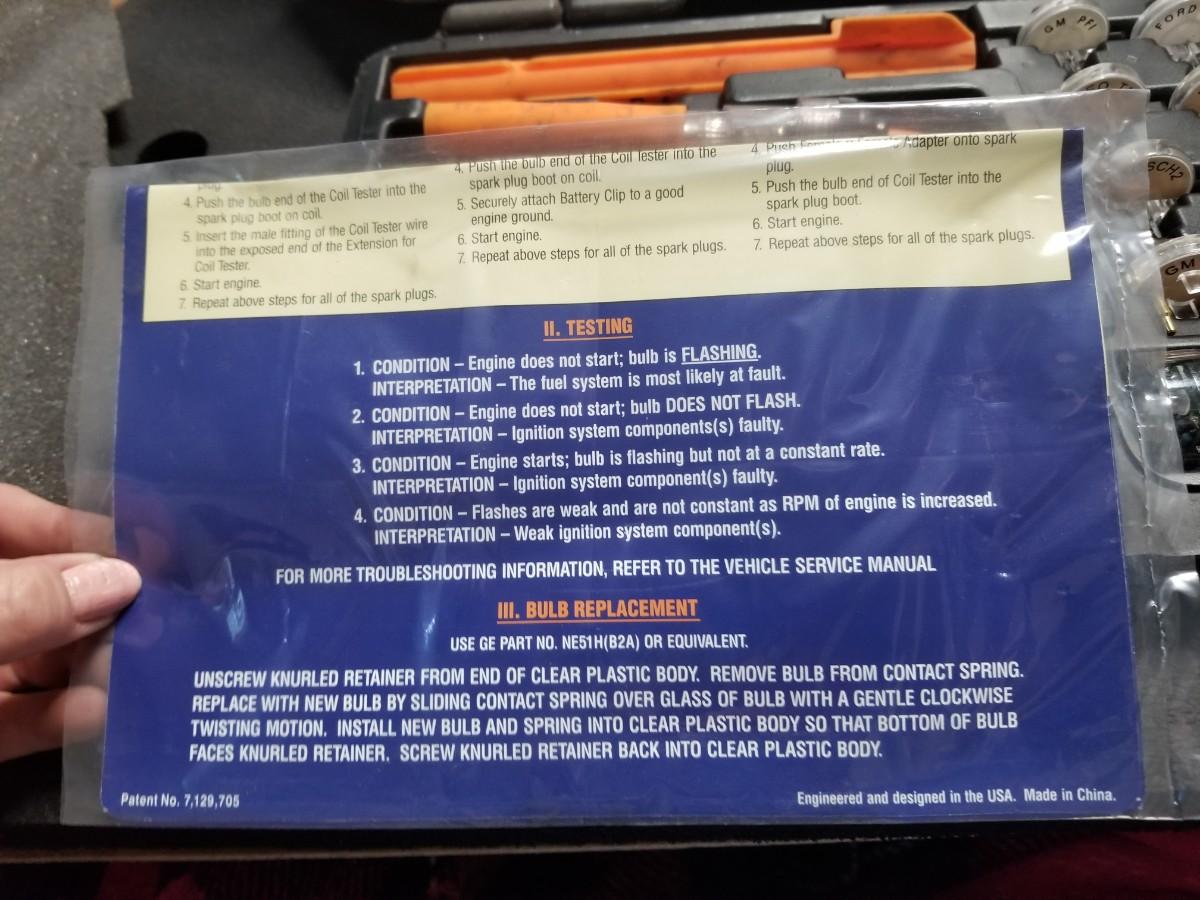 4. Push the bulb end of the Coil Tester into the
spark plug boot on coil.
5. Insert the male fitting of the Coil Tester wire
into the exposed end of the Extension for
Coil Tester.
6. Start engine.
7. Repeat above steps for all of the spark plugs.
4. Push the bulb end of the Coil Tester into the
spark plug boot on coil.
5. Securely attach Battery Clip to a good
engine ground.
6. Start engine.
7. Repeat above steps for all of the spark plugs.
4. Push Adapter onto spark
plug.
5. Push the bulb end of Coil Tester into the
spark plug boot.
6. Start engine.
7. Repeat above steps for all of the spark plugs.
II. TESTING
1. CONDITION – Engine does not start; bulb is FLASHING.
INTERPRETATION – The fuel system is most likely at fault.
2. CONDITION – Engine does not start; bulb DOES NOT FLASH.
INTERPRETATION – Ignition system components(s) faulty.
3. CONDITION – Engine starts; bulb is flashing but not at a constant rate.
INTERPRETATION – Ignition system component(s) faulty.
4. CONDITION – Flashes are weak and are not constant as RPM of engine is increased.
INTERPRETATION – Weak ignition system component(s).
FOR MORE TROUBLESHOOTING INFORMATION, REFER TO THE VEHICLE SERVICE MANUAL
III. BULB REPLACEMENT
USE GE PART NO. NE51H(B2A) OR EQUIVALENT.
UNSCREW KNURLED RETAINER FROM END OF CLEAR PLASTIC BODY. REMOVE BULB FROM CONTACT SPRING.
REPLACE WITH NEW BULB BY SLIDING CONTACT SPRING OVER GLASS OF BULB WITH A GENTLE CLOCKWISE
TWISTING MOTION. INSTALL NEW BULB AND SPRING INTO CLEAR PLASTIC BODY SO THAT BOTTOM OF BULB
FACES KNURLED RETAINER. SCREW KNURLED RETAINER BACK INTO CLEAR PLASTIC BODY.
Patent No. 7,129,705
Engineered and designed in the USA. Made in China.
GM PFI
FORD
SCH2
GM